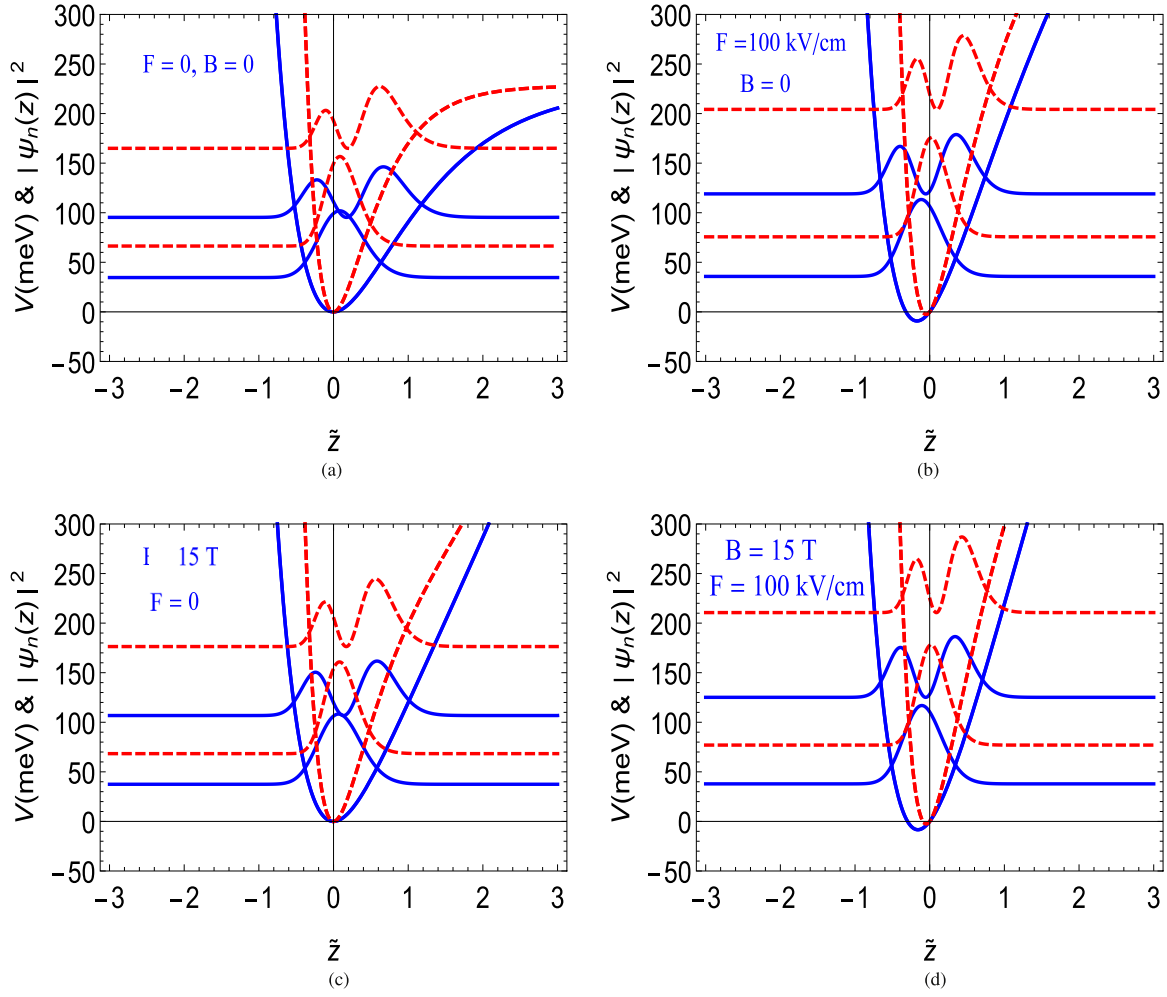 300
250
200
150
100
50
0
−50
V(meV) & | ψn(z) |²
F = 0, B = 0
−3 −2 −1 0 1 2 3
z̃
(a)
300
250
200
150
100
50
0
−50
V(meV) & | ψn(z) |²
F =100 kV/cm
B = 0
−3 −2 −1 0 1 2 3
z̃
(b)
300
250
200
150
100
50
0
−50
V(meV) & | ψn(z) |²
15 T
F = 0
−3 −2 −1 0 1 2 3
z̃
(c)
300
250
200
150
100
50
0
−50
V(meV) & | ψn(z) |²
B = 15 T
F = 100 kV/cm
−3 −2 −1 0 1 2 3
z̃
(d)